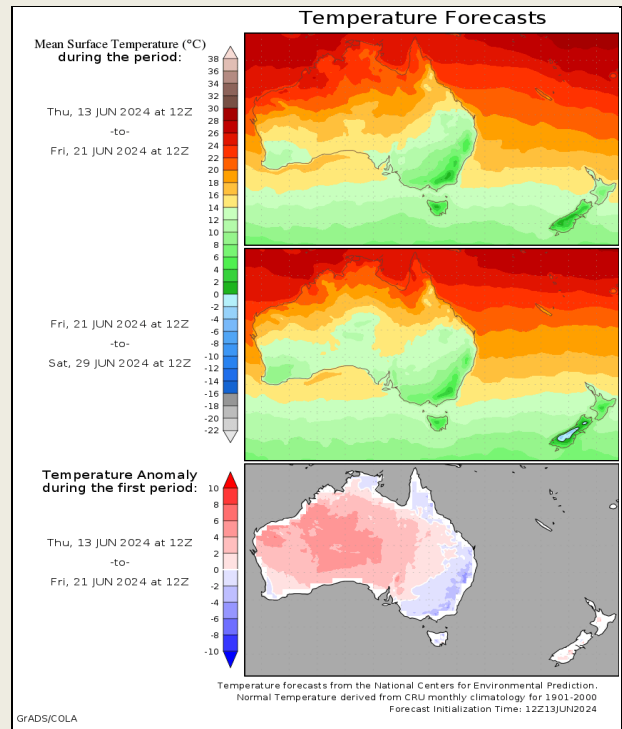 Temperature Forecasts
Mean Surface Temperature (°C)
during the period:
38
36
34
32
30
28
26
24
22
20
18
16
14
12
10
8
6
4
2
0
-2
-4
-6
-8
-10
-12
-14
-16
-18
-20
-22
Thu, 13 JUN 2024 at 12Z
-to-
Fri, 21 JUN 2024 at 12Z
Fri, 21 JUN 2024 at 12Z
-to-
Sat, 29 JUN 2024 at 12Z
Temperature Anomaly
during the first period:
10
8
6
4
2
0
-2
-4
-6
-8
-10
Thu, 13 JUN 2024 at 12Z
-to-
Fri, 21 JUN 2024 at 12Z
Temperature forecasts from the National Centers for Environmental Prediction.
Normal Temperature derived from CRU monthly climatology for 1901-2000
Forecast Initialization Time: 12Z13JUN2024
GrADS/COLA